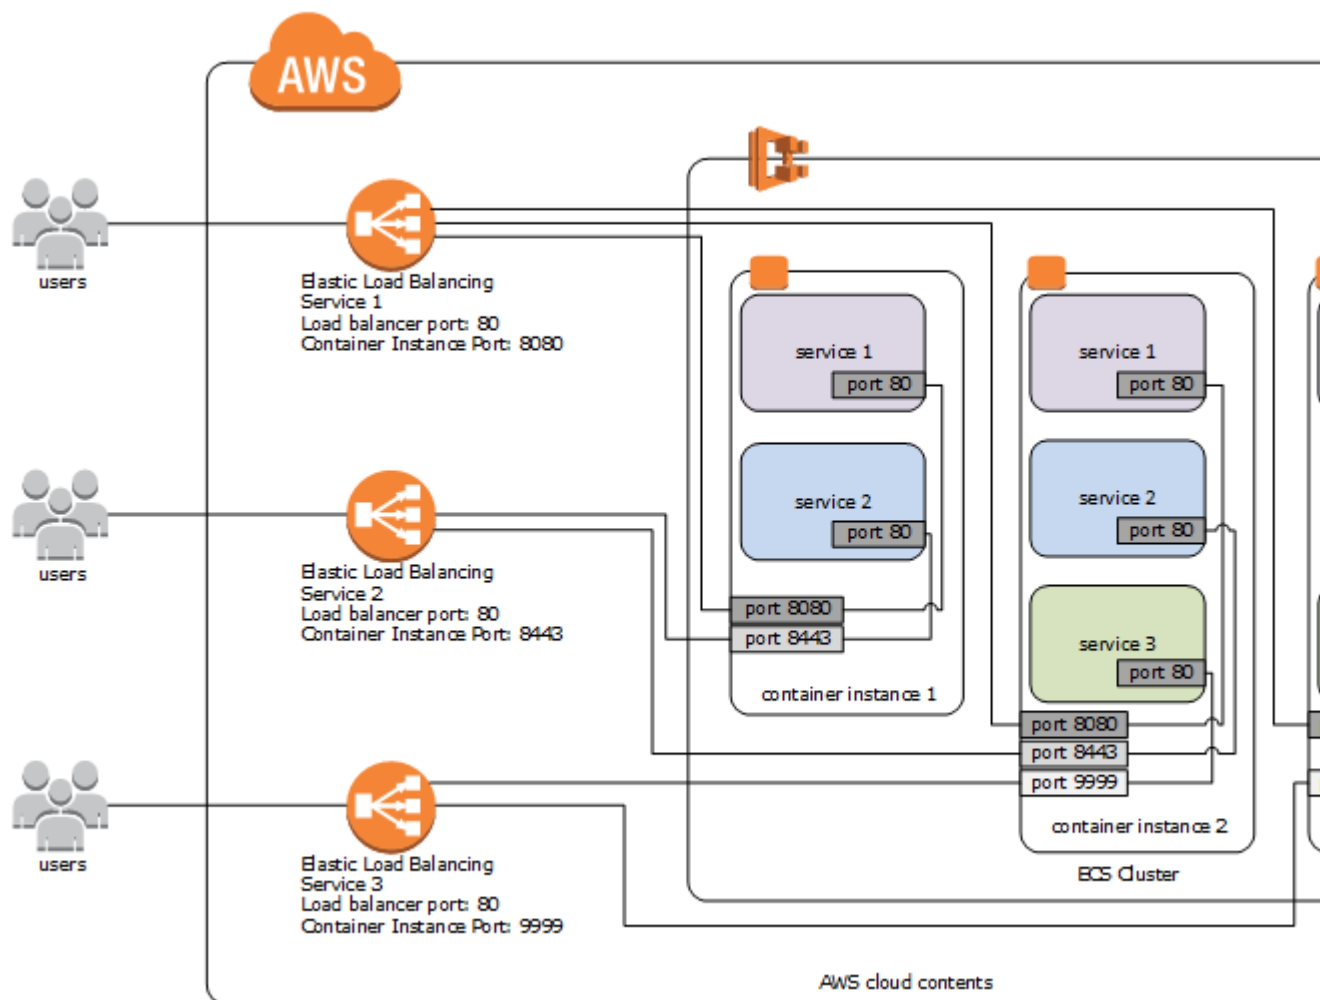 AWS
users
Elastic Load Balancing
Service 1
Load balancer port: 80
Container Instance Port: 8080
service 1
port 80
service 2
port 80
port 8080
port 8443
container instance 1
service 1
port 80
service 2
port 80
service 3
port 80
port 8080
port 8443
port 9999
container instance 2
ECS Cluster
users
Elastic Load Balancing
Service 2
Load balancer port: 80
Container Instance Port: 8443
users
Elastic Load Balancing
Service 3
Load balancer port: 80
Container Instance Port: 9999
AWS cloud contents